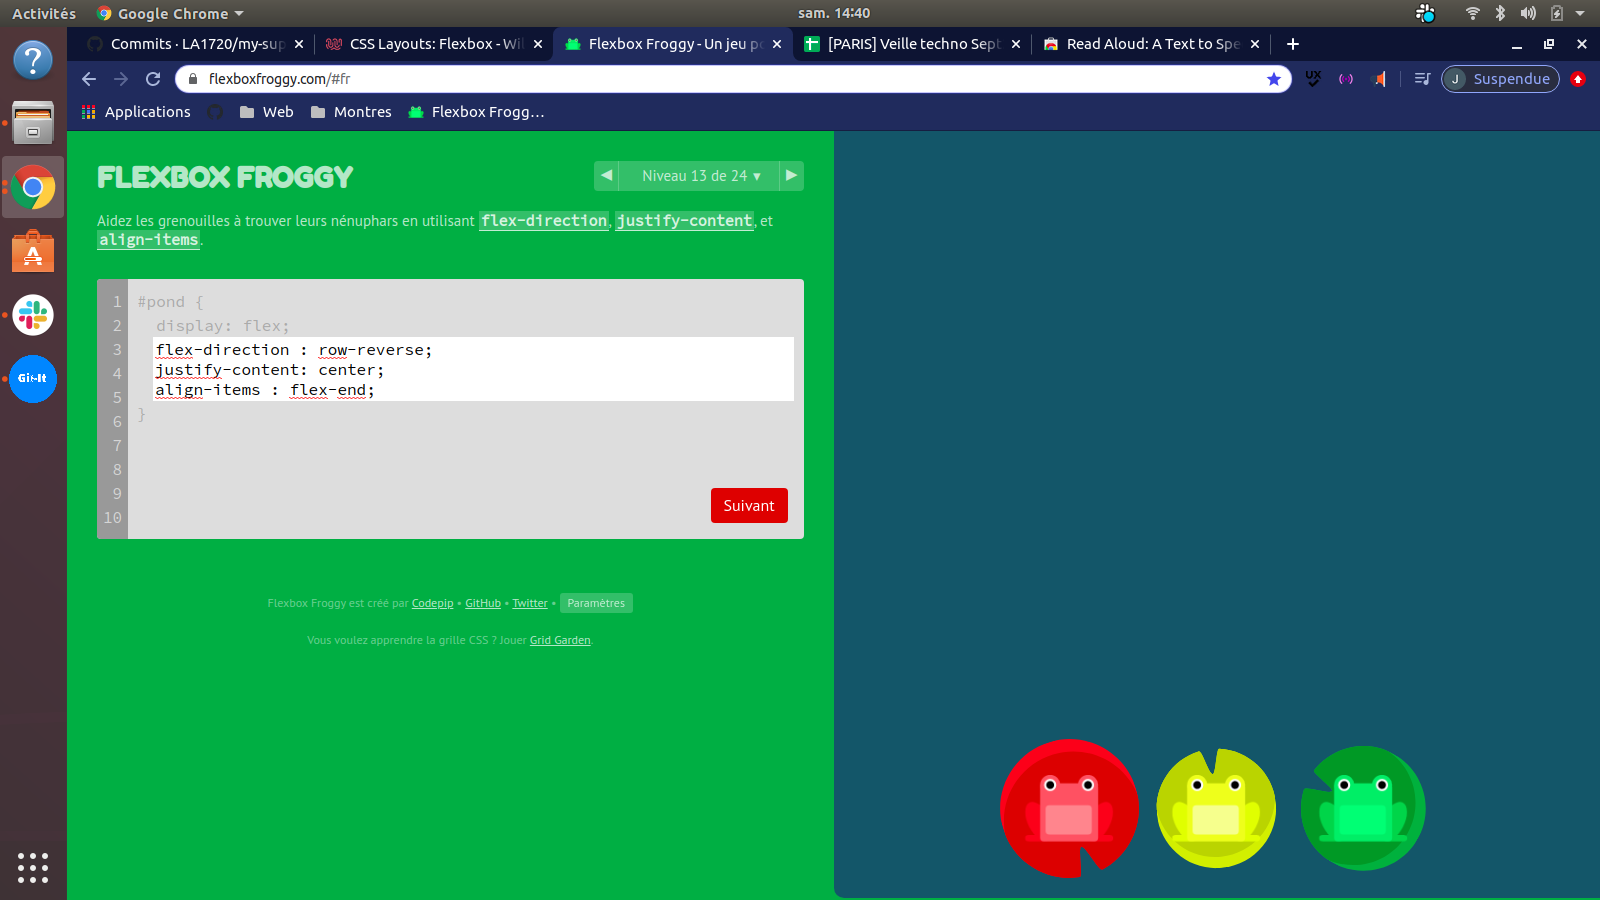 Activités
Google Chrome
sam. 14:40
Commits · LA1720/my-sup
CSS Layouts: Flexbox - Wil
Flexbox Froggy - Un jeu po
[PARIS] Veille techno Sept
Read Aloud: A Text to Spe
flexboxfroggy.com/#fr
UX
J
Suspendue
Applications
Web
Montres
Flexbox Frogg…
FLEXBOX FROGGY
Niveau 13 de 24
Aidez les grenouilles à trouver leurs nénuphars en utilisant flex-direction, justify-content, et
align-items.
1 #pond {
2 display: flex;
3 flex-direction : row-reverse;
4 justify-content: center;
5 align-items : flex-end;
6 }
7
8
9
10
Suivant
Flexbox Froggy est créé par Codepip • GitHub • Twitter • Paramètres
Vous voulez apprendre la grille CSS ? Jouer Grid Garden.
Git-It